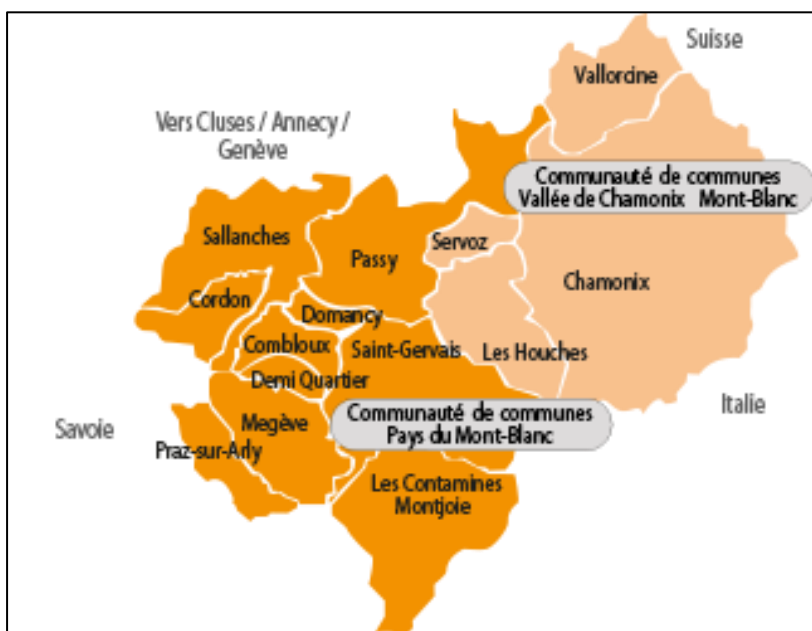 Suisse
Vallorcine
Vers Cluses / Annecy /
Genève
Communauté de communes
Vallée de Chamonix Mont-Blanc
Sallanches
Servoz
Passy
Chamonix
Cordon
Domancy
Combloux
Saint-Gervais
Les Houches
Demi Quartier
Italie
Communauté de communes
Pays du Mont-Blanc
Savoie
Megève
Praz-sur-Arly
Les Contamines
Montjoie